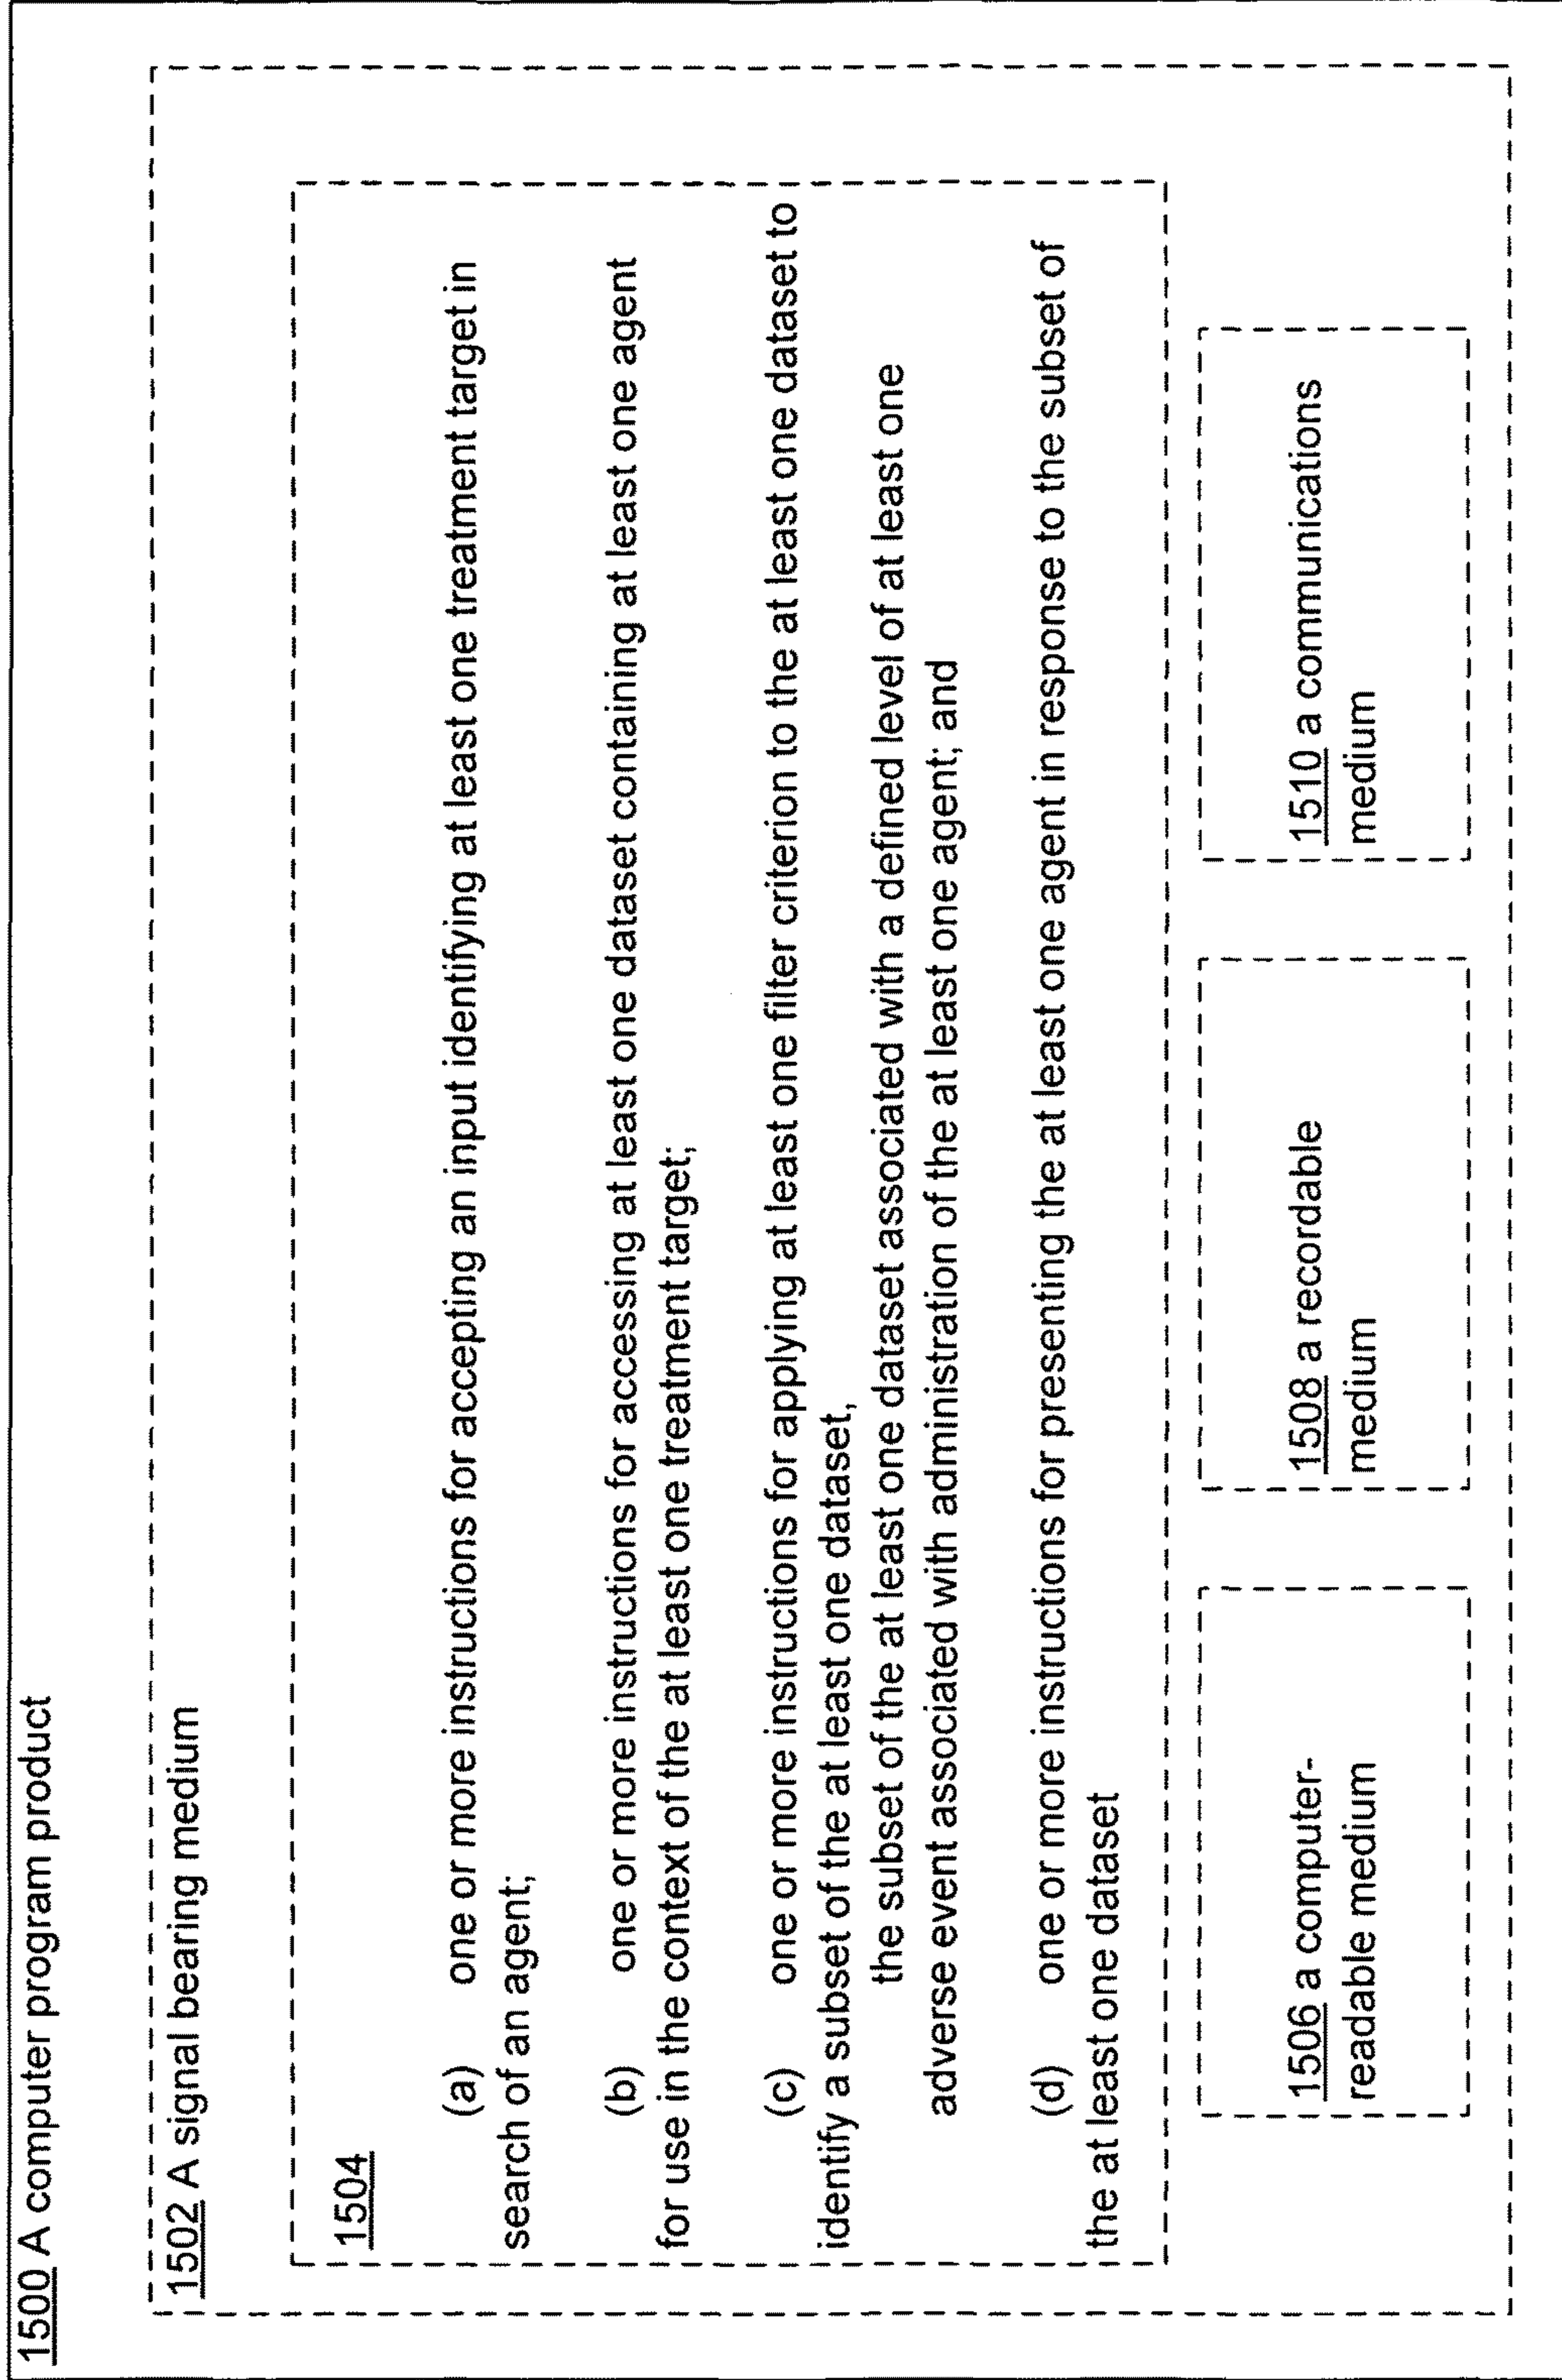 1500 A computer program product
1502 A signal bearing medium
1504
(a) one or more instructions for accepting an input identifying at least one treatment target in
search of an agent;
(b) one or more instructions for accessing at least one dataset containing at least one agent
for use in the context of the at least one treatment target;
(c) one or more instructions for applying at least one filter criterion to the at least one dataset to
identify a subset of the at least one dataset,
the subset of the at least one dataset associated with a defined level of at least one
adverse event associated with administration of the at least one agent; and
(d) one or more instructions for presenting the at least one agent in response to the subset of
the at least one dataset
1506 a computer-
readable medium
1508 a recordable
medium
1510 a communications
medium